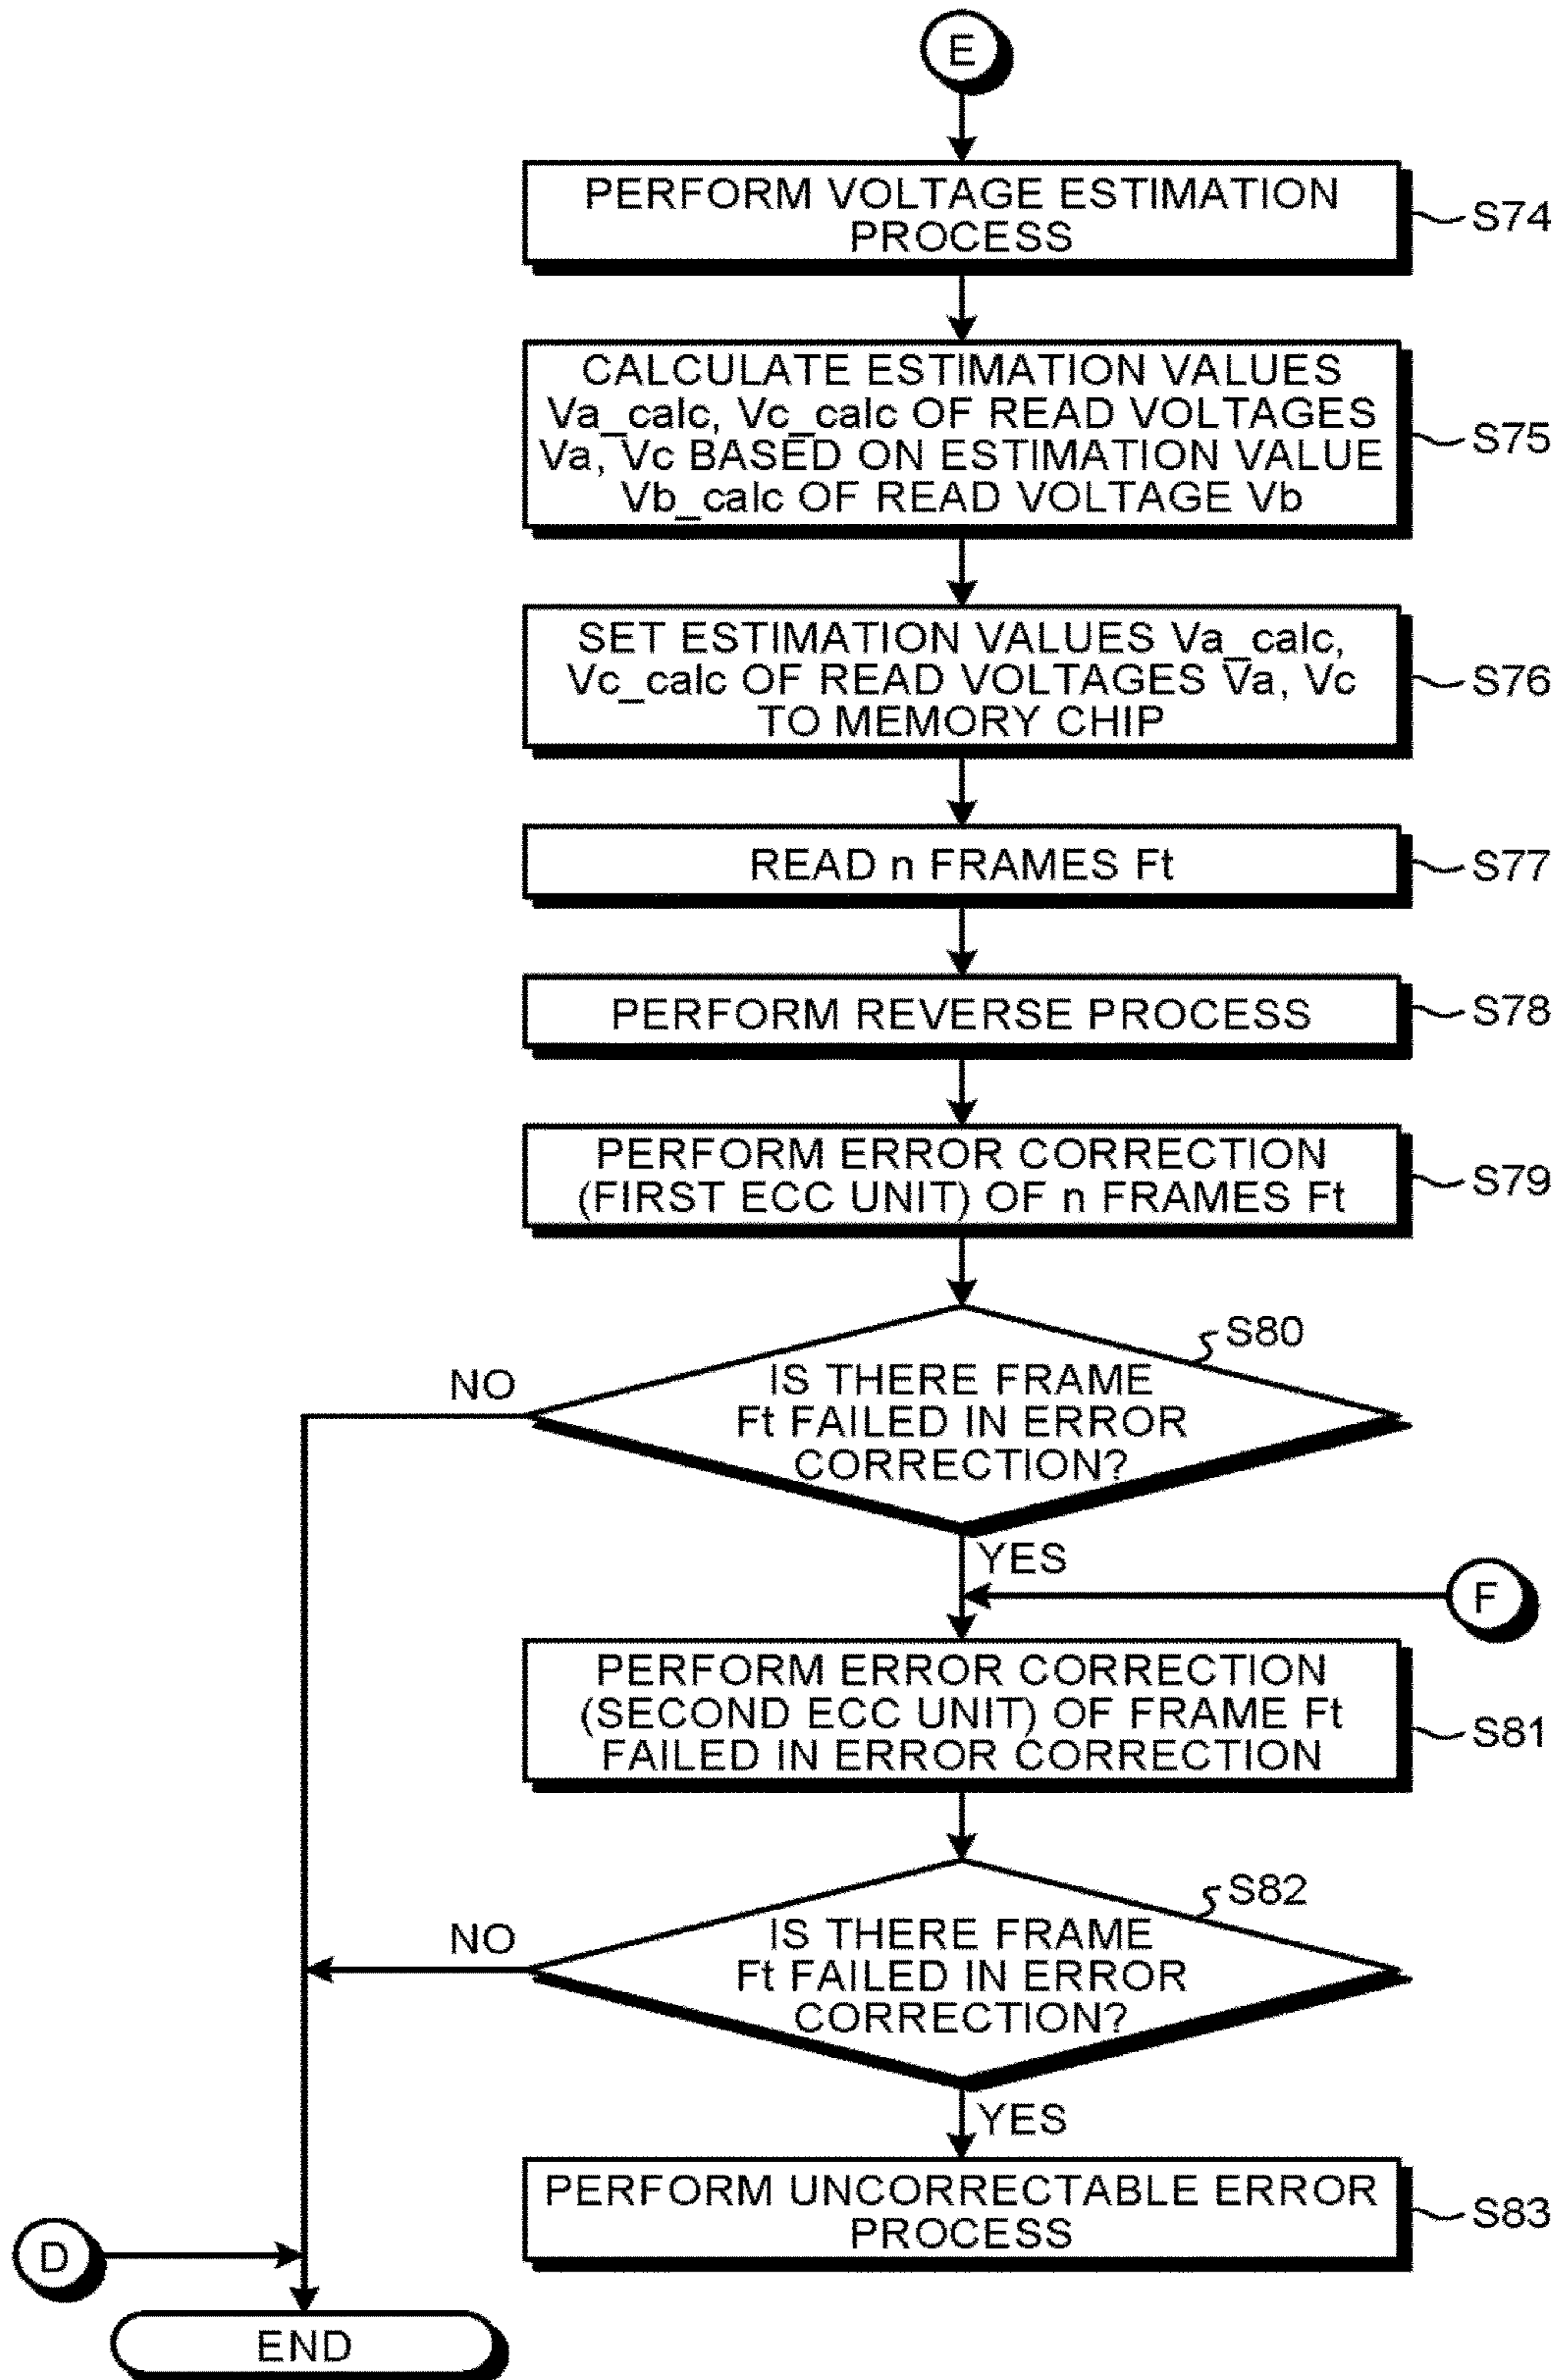 E
PERFORM VOLTAGE ESTIMATION
PROCESS
S74
CALCULATE ESTIMATION VALUES
Va_calc, Vc_calc OF READ VOLTAGES
Va, Vc BASED ON ESTIMATION VALUE
Vb_calc OF READ VOLTAGE Vb
S75
SET ESTIMATION VALUES Va_calc,
Vc_calc OF READ VOLTAGES Va, Vc
TO MEMORY CHIP
S76
READ n FRAMES Ft
S77
PERFORM REVERSE PROCESS
S78
PERFORM ERROR CORRECTION
(FIRST ECC UNIT) OF n FRAMES Ft
S79
S80
IS THERE FRAME
Ft FAILED IN ERROR
CORRECTION?
NO
YES
F
PERFORM ERROR CORRECTION
(SECOND ECC UNIT) OF FRAME Ft
FAILED IN ERROR CORRECTION
S81
S82
IS THERE FRAME
Ft FAILED IN ERROR
CORRECTION?
NO
YES
PERFORM UNCORRECTABLE ERROR
PROCESS
S83
D
END